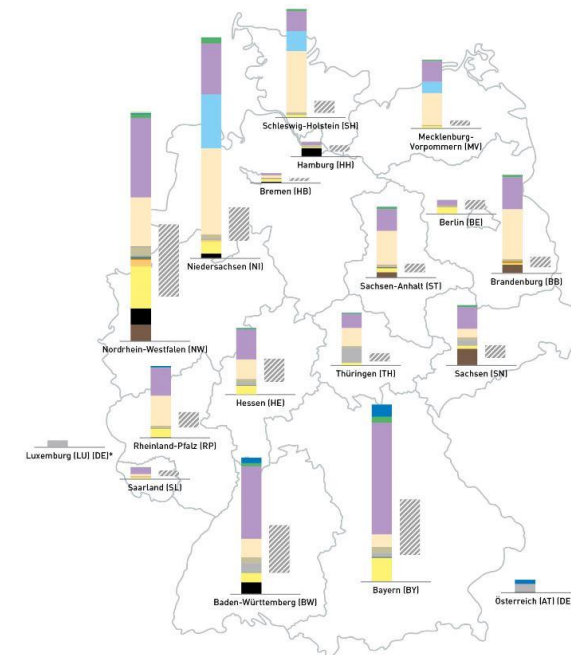 Schleswig-Holstein (SH)
Mecklenburg-
Vorpommern (MV)
Hamburg (HH)
Bremen (HB)
Berlin (BE)
Niedersachsen (NI)
Sachsen-Anhalt (ST)
Brandenburg (BB)
Nordrhein-Westfalen (NW)
Thüringen (TH)
Sachsen (SN)
Hessen (HE)
Rheinland-Pfalz (RP)
Luxemburg (LU) (DE)*
Saarland (SL)
Baden-Württemberg (BW)
Bayern (BY)
Österreich (AT) (DE